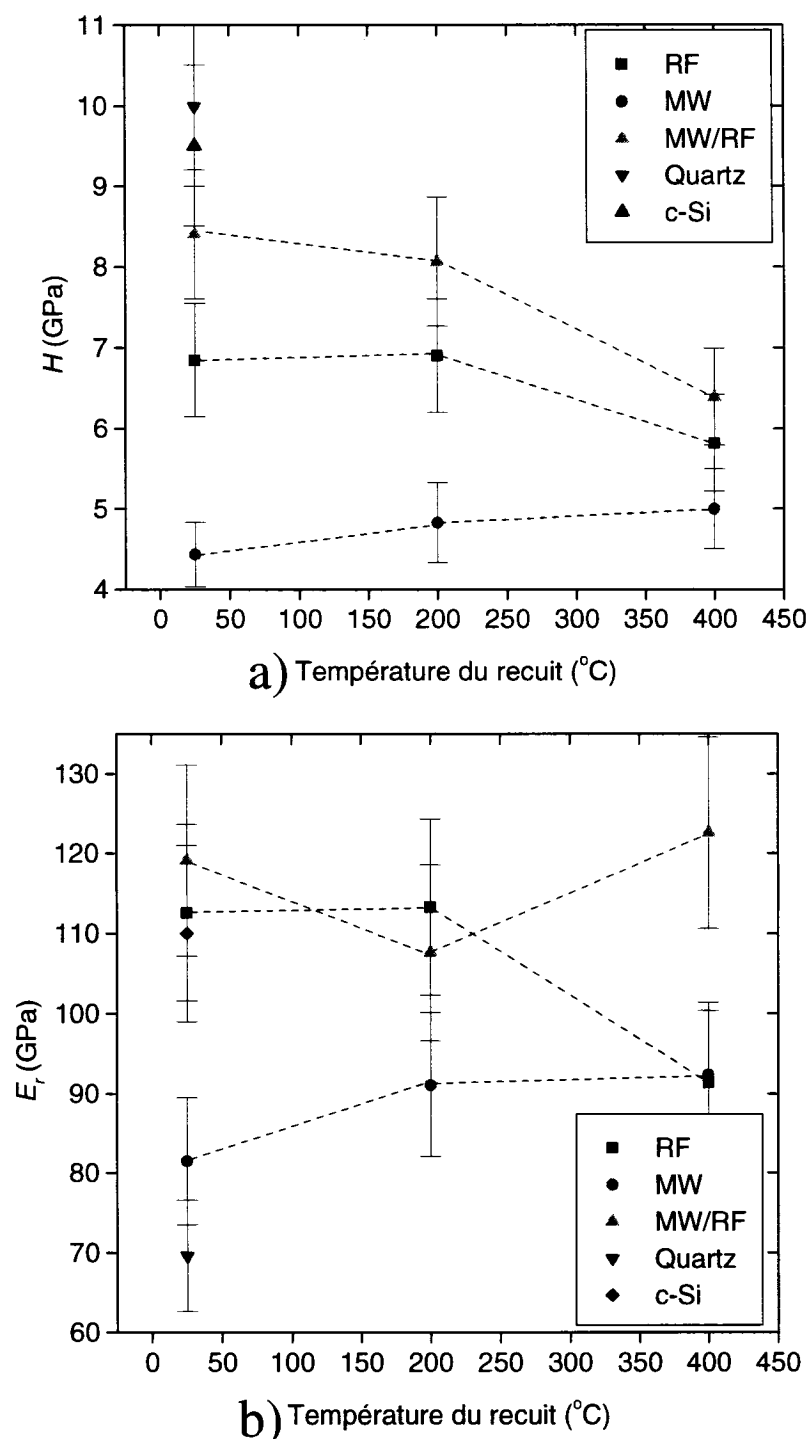 11
10
9
8
7
6
5
4
H (GPa)
RF
MW
MW/RF
Quartz
c-Si
0 50 100 150 200 250 300 350 400 450
a) Température du recuit (°C)
130
120
110
100
90
80
70
60
E_r (GPa)
RF
MW
MW/RF
Quartz
c-Si
0 50 100 150 200 250 300 350 400 450
b) Température du recuit (°C)